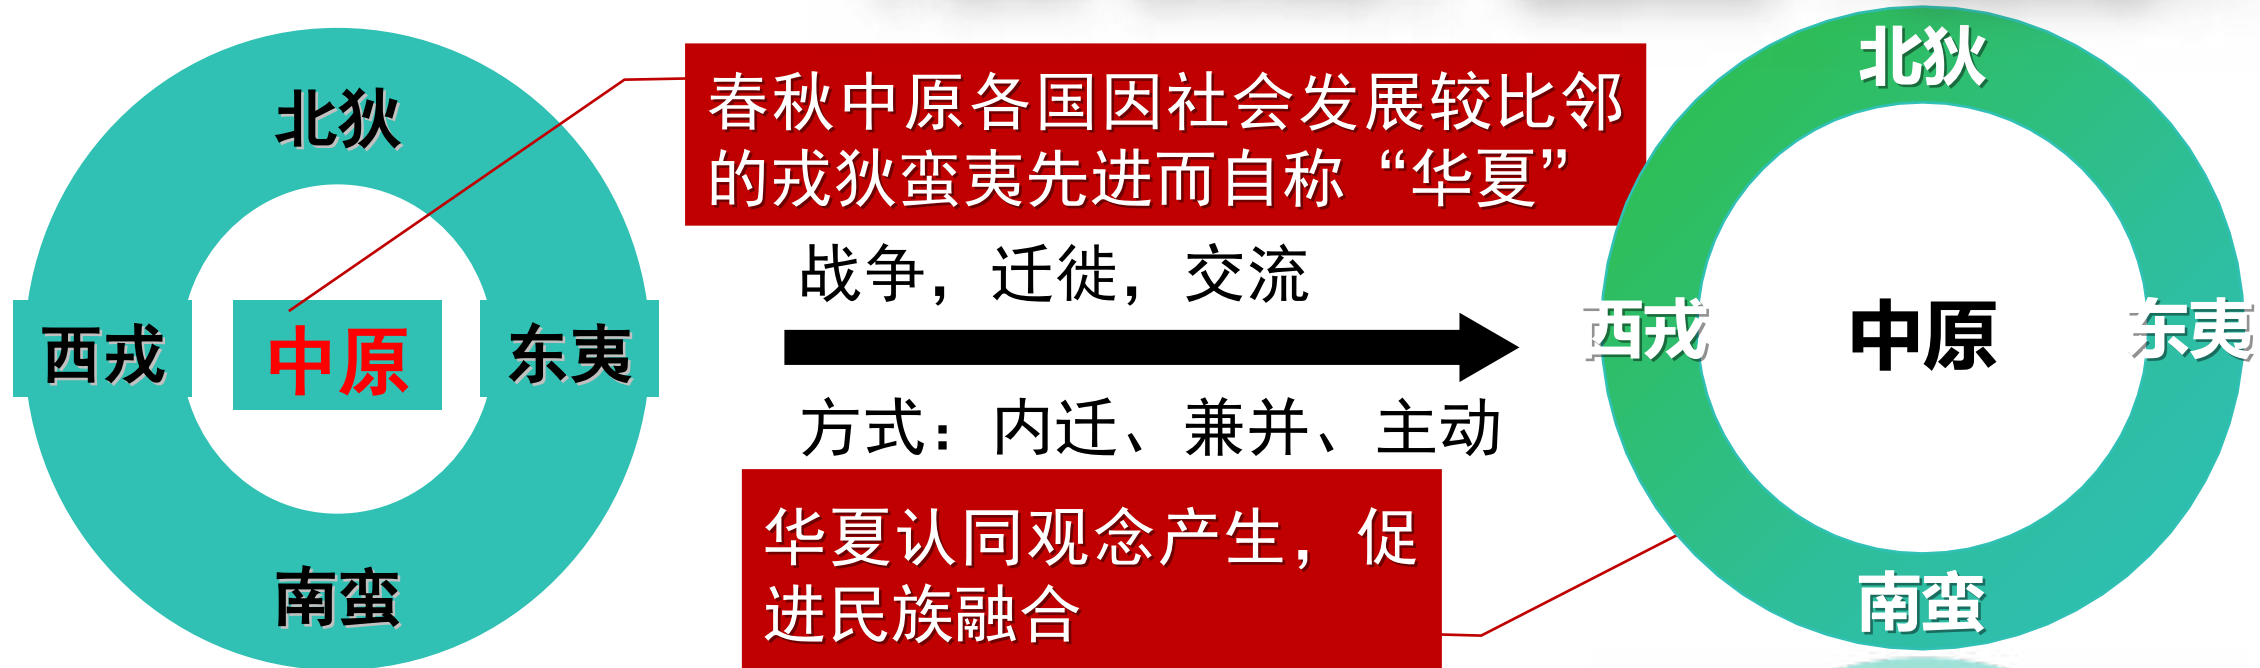 北狄
西戎
中原
东夷
南蛮
春秋中原各国因社会发展较比邻
的戎狄蛮夷先进而自称“华夏”
战争，迁徙，交流
方式：内迁、兼并、主动
华夏认同观念产生，促
进民族融合
北狄
西戎
中原
东夷
南蛮